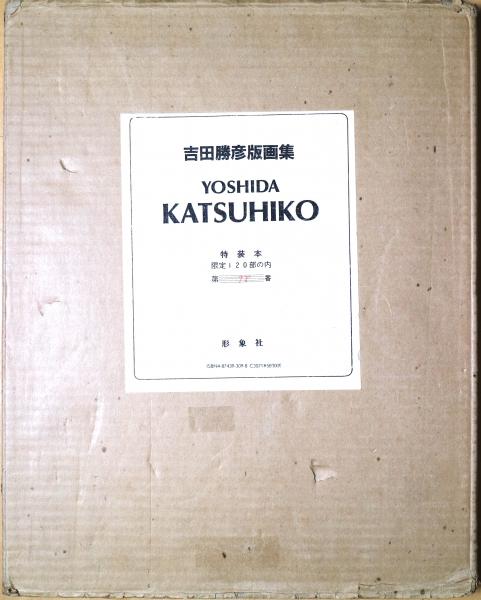 吉田勝彦版画集
YOSHIDA
KATSUHIKO
特装本
限定120部の内
第 番
形象社